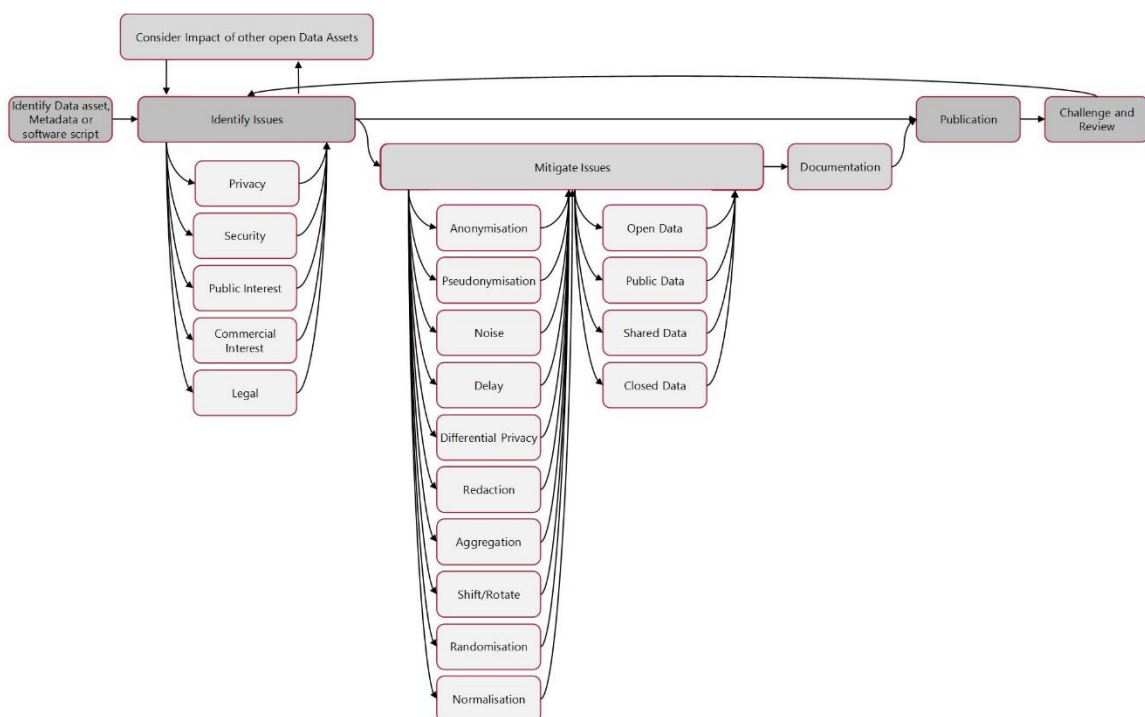 Consider Impact of other open Data Assets
Identify Data asset,
Metadata or
software script
Identify Issues
Publication
Challenge and
Review
Mitigate Issues
Documentation
Privacy
Security
Public Interest
Commercial
Interest
Legal
Anonymisation
Pseudonymisation
Noise
Delay
Differential Privacy
Redaction
Aggregation
Shift/Rotate
Randomisation
Normalisation
Open Data
Public Data
Shared Data
Closed Data